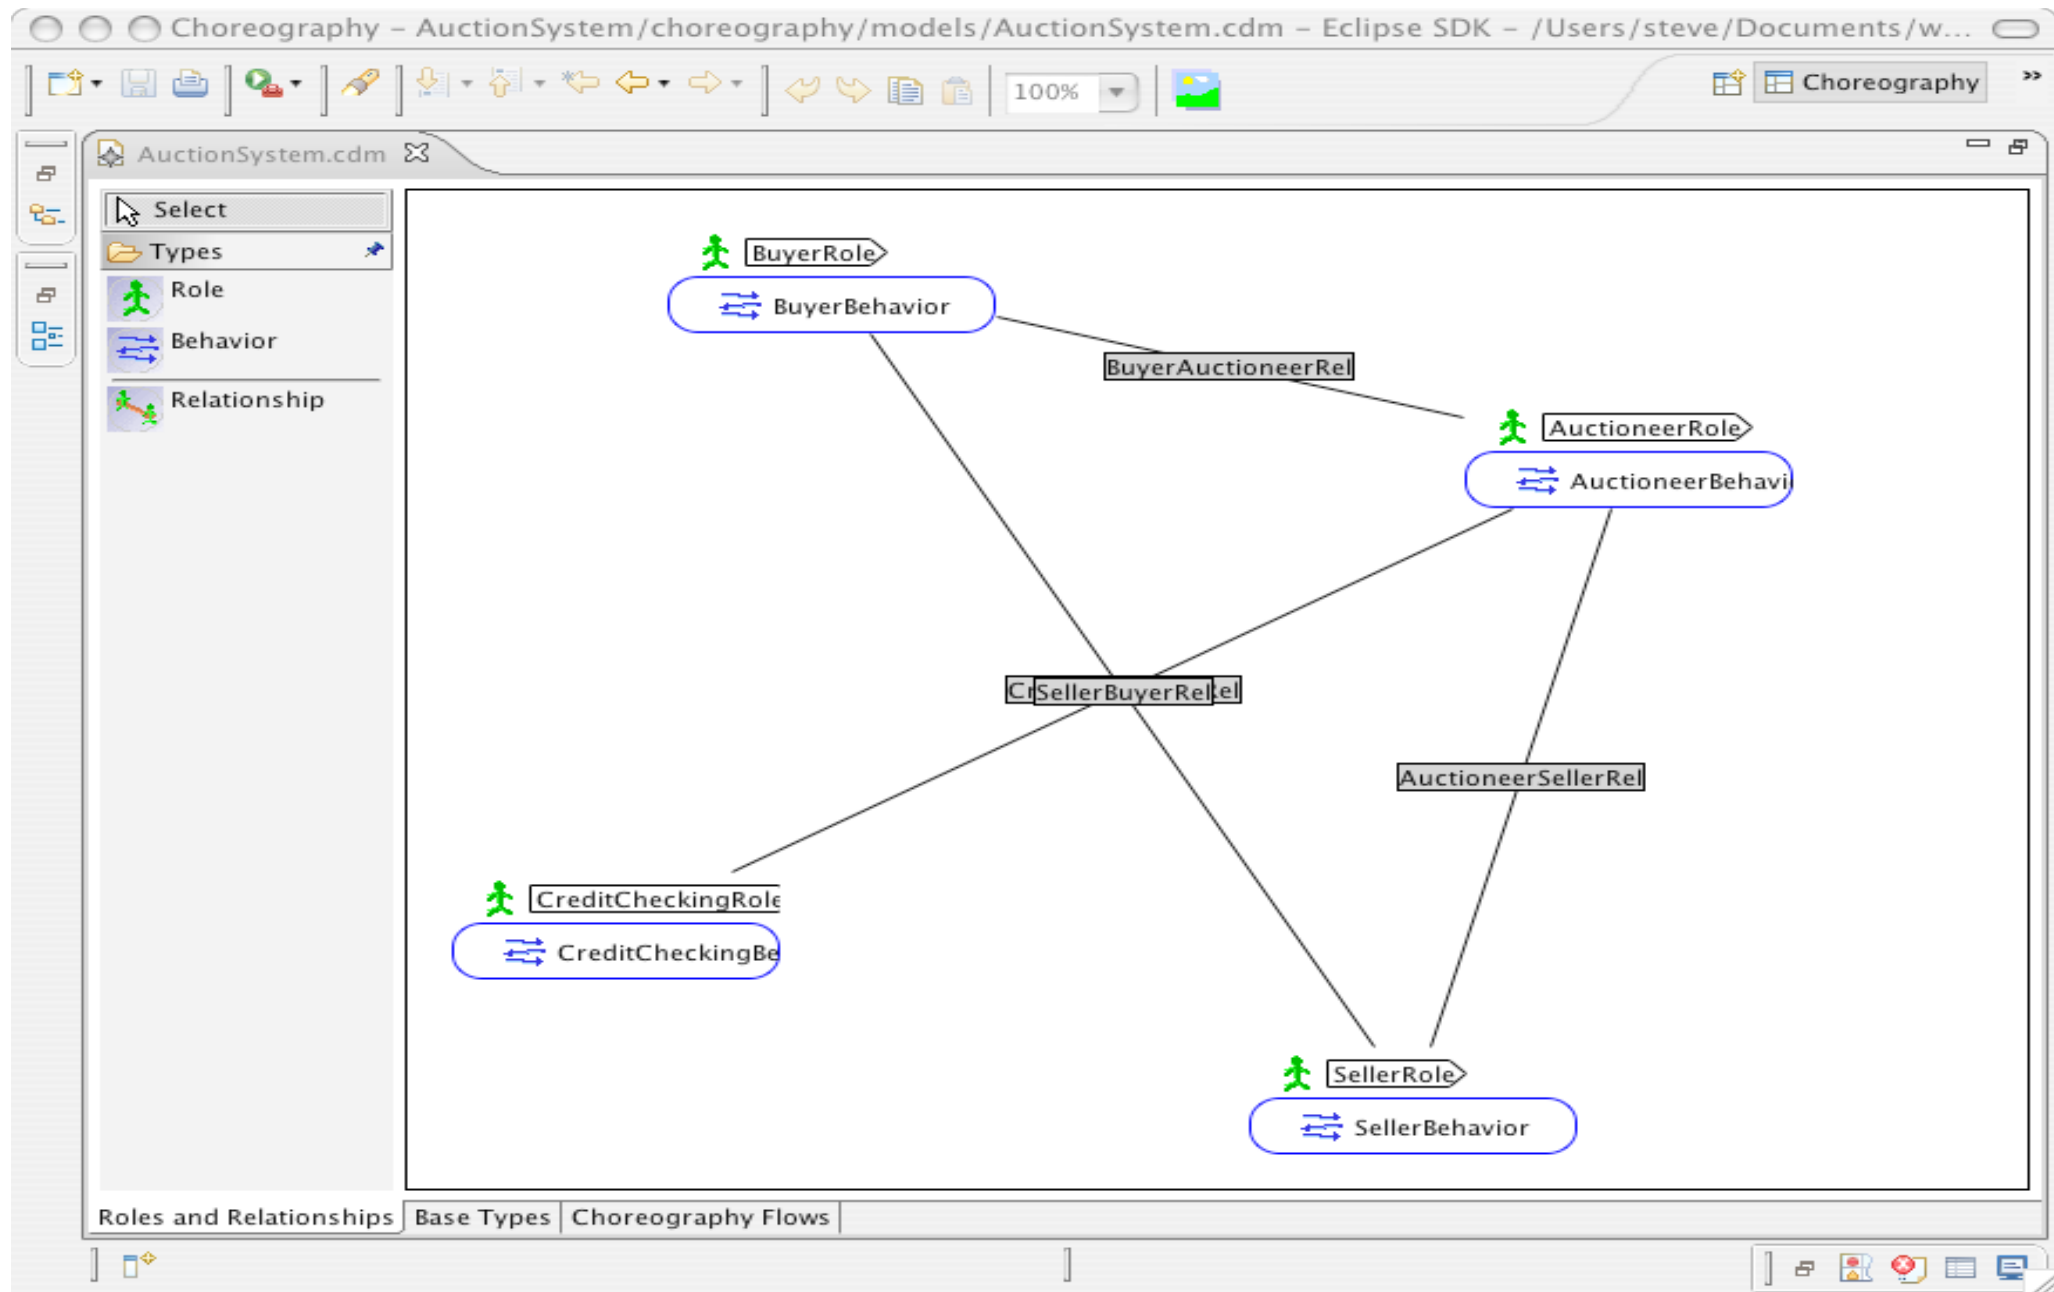 Choreography – AuctionSystem/choreography/models/AuctionSystem.cdm – Eclipse SDK – /Users/steve/Documents/w...
100%
Choreography
AuctionSystem.cdm
Select
Types
Role
Behavior
Relationship
BuyerRole
BuyerBehavior
BuyerAuctioneerRel
AuctioneerRole
AuctioneerBehavi
SellerBuyerRel
AuctioneerSellerRel
CreditCheckingRole
CreditCheckingBe
SellerRole
SellerBehavior
Roles and Relationships Base Types Choreography Flows